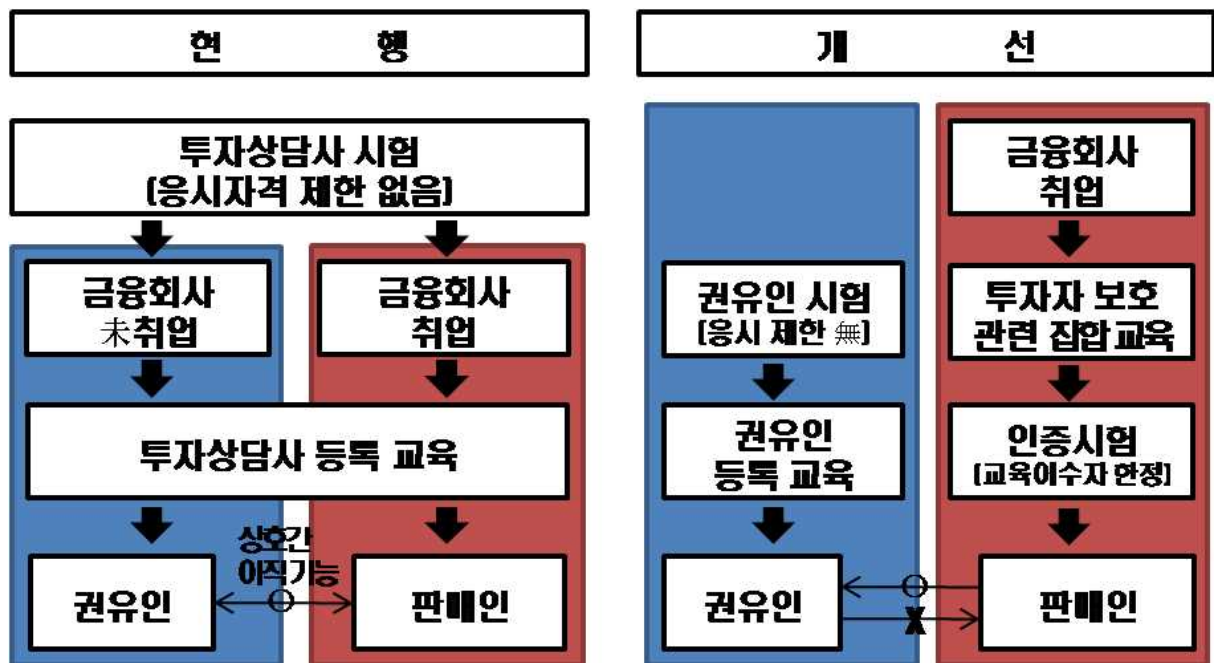 현 행
투자상담사 시험
[응시자격 제한 없음]
금융회사
未취업
금융회사
취업
투자상담사 등록 교육
상호간
이직가능
권유인
판매인
개 선
권유인 시험
[응시 제한 無]
권유인
등록 교육
권유인
금융회사
취업
투자자 보호
관련 집합 교육
인증시험
[교육이수자 한정]
판매인